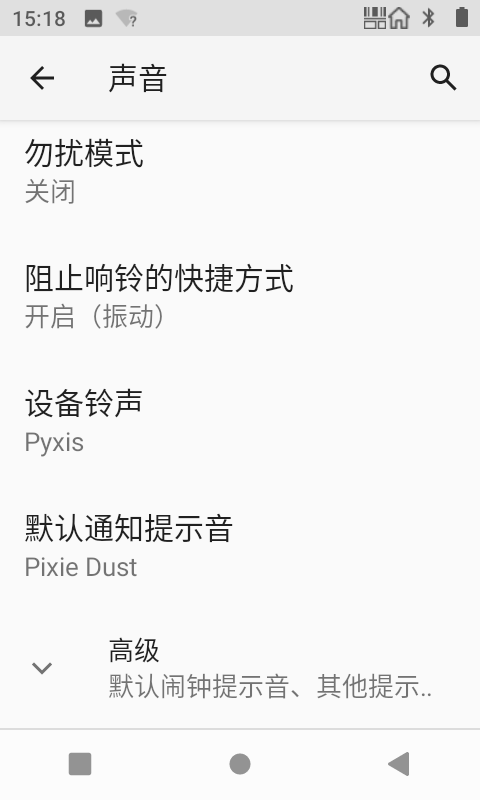 15:18
声音
勿扰模式
关闭
阻止响铃的快捷方式
开启（振动）
设备铃声
Pyxis
默认通知提示音
Pixie Dust
高级
默认闹钟提示音、其他提示..